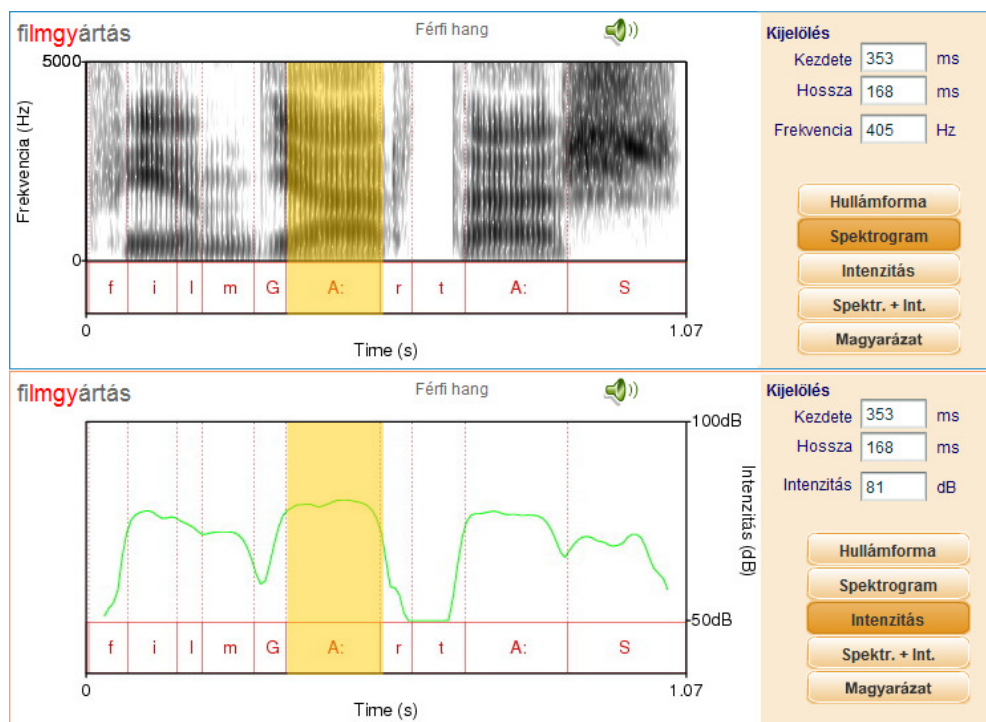 filmgyártás
Férfi hang
5000
Frekvencia (Hz)
0
f i l m G A: r t A: S
0
1.07
Time (s)
Kijelölés
Kezdete 353 ms
Hossza 168 ms
Frekvencia 405 Hz
Hullámforma
Spektrogram
Intenzitás
Spektr. + Int.
Magyarázat
filmgyártás
Férfi hang
100dB
Intenzitás (dB)
50dB
f i l m G A: r t A: S
0
1.07
Time (s)
Kijelölés
Kezdete 353 ms
Hossza 168 ms
Intenzitás 81 dB
Hullámforma
Spektrogram
Intenzitás
Spektr. + Int.
Magyarázat